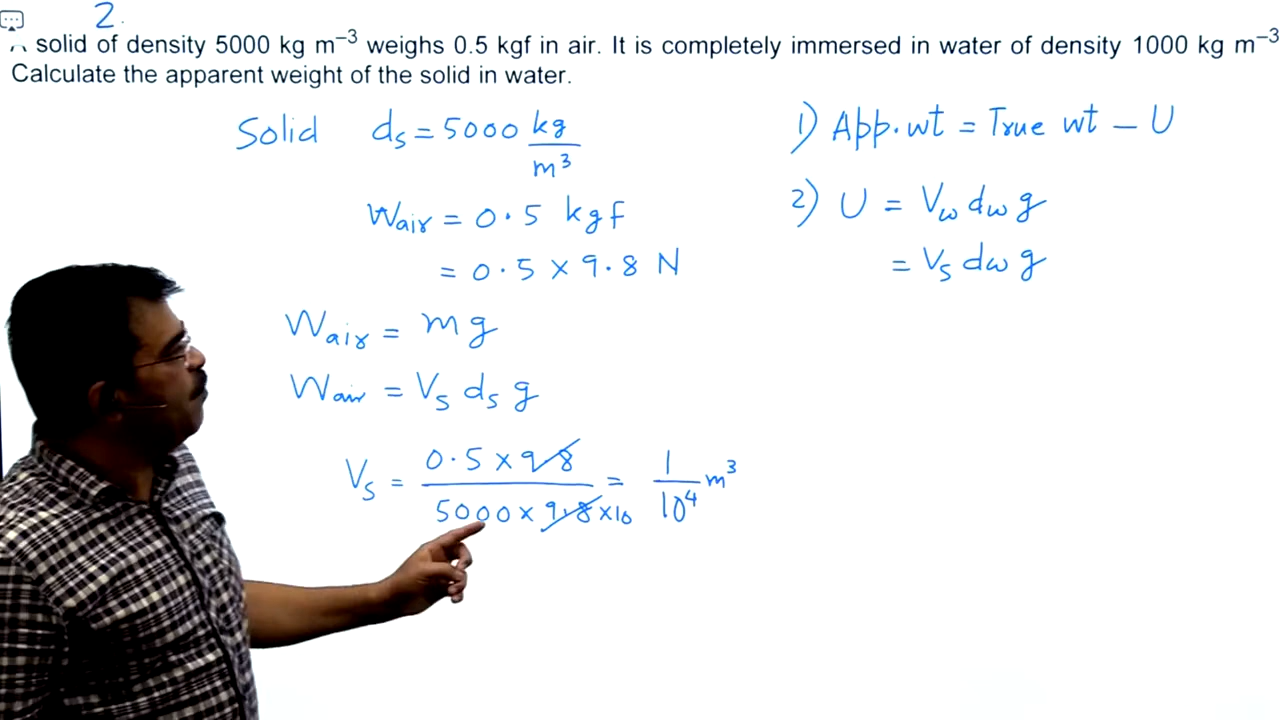 2.
A solid of density 5000 kg m⁻³ weighs 0.5 kgf in air. It is completely immersed in water of density 1000 kg m⁻³
Calculate the apparent weight of the solid in water.
Solid dₛ = 5000 kg/m³
Wair = 0.5 kgf
= 0.5 × 9.8 N
Wair = mg
Wair = Vₛ dₛ g
Vₛ = 0.5 × 9.8 / 5000 × 9.8 × 10 = 1/10⁴ m³
1) App. wt = True wt – U
2) U = Vw dw g
= Vₛ dw g